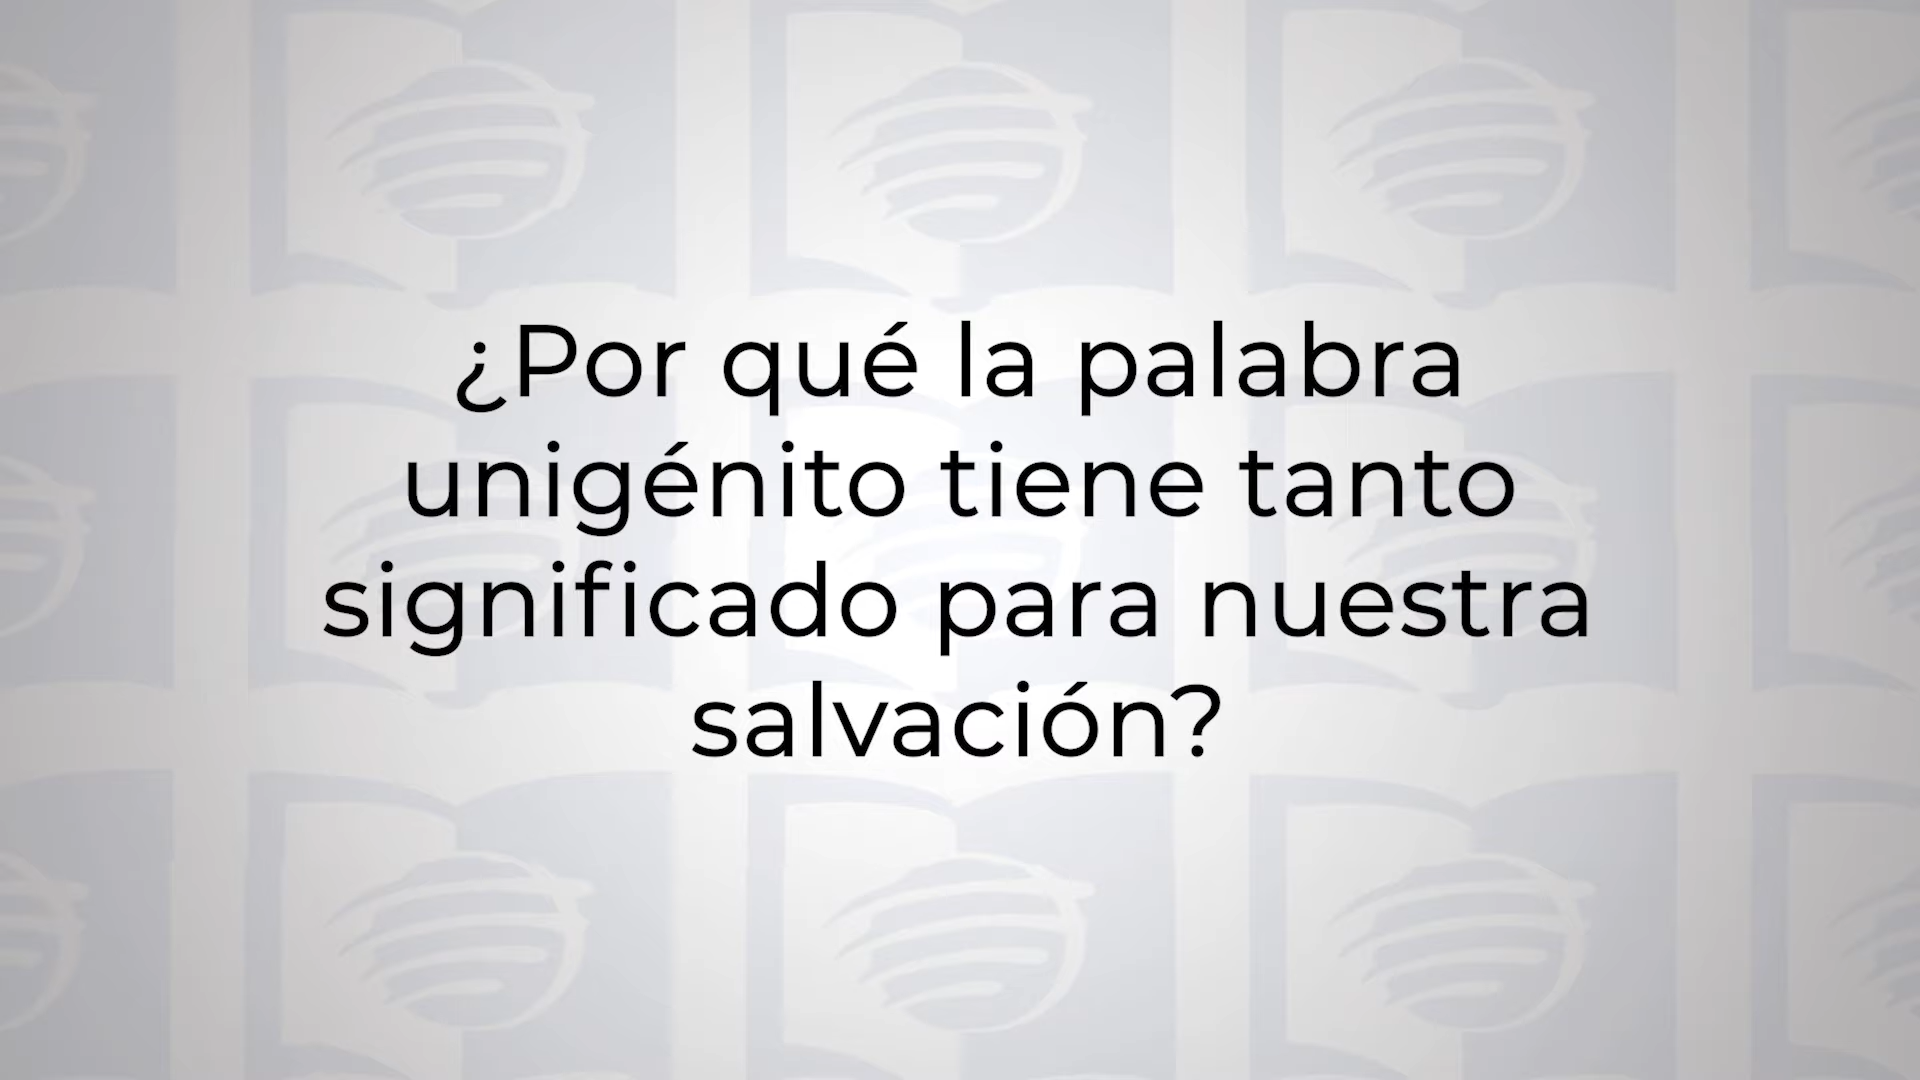 ¿Por qué la palabra
unigénito tiene tanto
significado para nuestra
salvación?